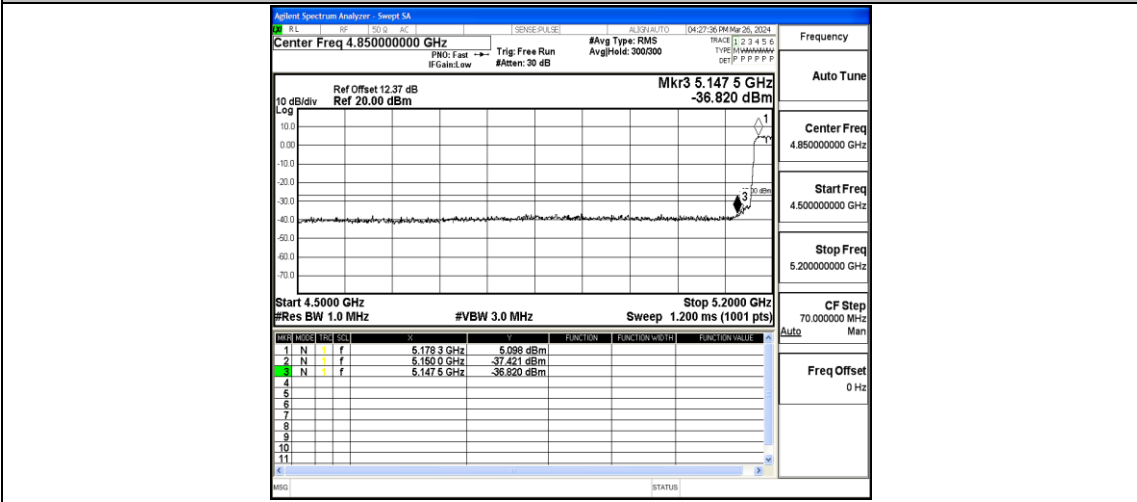 Agilent Spectrum Analyzer - Swept SA
RL RF 50 Ω AC SENSE:PULSE ALIGN AUTO 04:27:36 PM Mar 26, 2024
Center Freq 4.850000000 GHz
PNO: Fast
IFGain:Low
Trig: Free Run
#Atten: 30 dB
#Avg Type: RMS
Avg|Hold: 300/300
TRACE 1 2 3 4 5 6
TYPE MWWWWW
DET P P P P P P
Ref Offset 12.37 dB
10 dB/div Ref 20.00 dBm
Log
Mkr3 5.147 5 GHz
-36.820 dBm
10.0
0.00
-10.0
-20.0
-30.0
-40.0
-50.0
-60.0
-70.0
1
3
00 dBm
Start 4.5000 GHz Stop 5.2000 GHz
#Res BW 1.0 MHz #VBW 3.0 MHz Sweep 1.200 ms (1001 pts)
MKR MODE TRC SCL X Y FUNCTION FUNCTION WIDTH FUNCTION VALUE
1 N 1 f 5.178 3 GHz 5.098 dBm
2 N 1 f 5.150 0 GHz -37.421 dBm
3 N 1 f 5.147 5 GHz -36.820 dBm
4
5
6
7
8
9
10
11
MSG STATUS
Frequency
Auto Tune
Center Freq
4.850000000 GHz
Start Freq
4.500000000 GHz
Stop Freq
5.200000000 GHz
CF Step
70.000000 MHz
Auto Man
Freq Offset
0 Hz